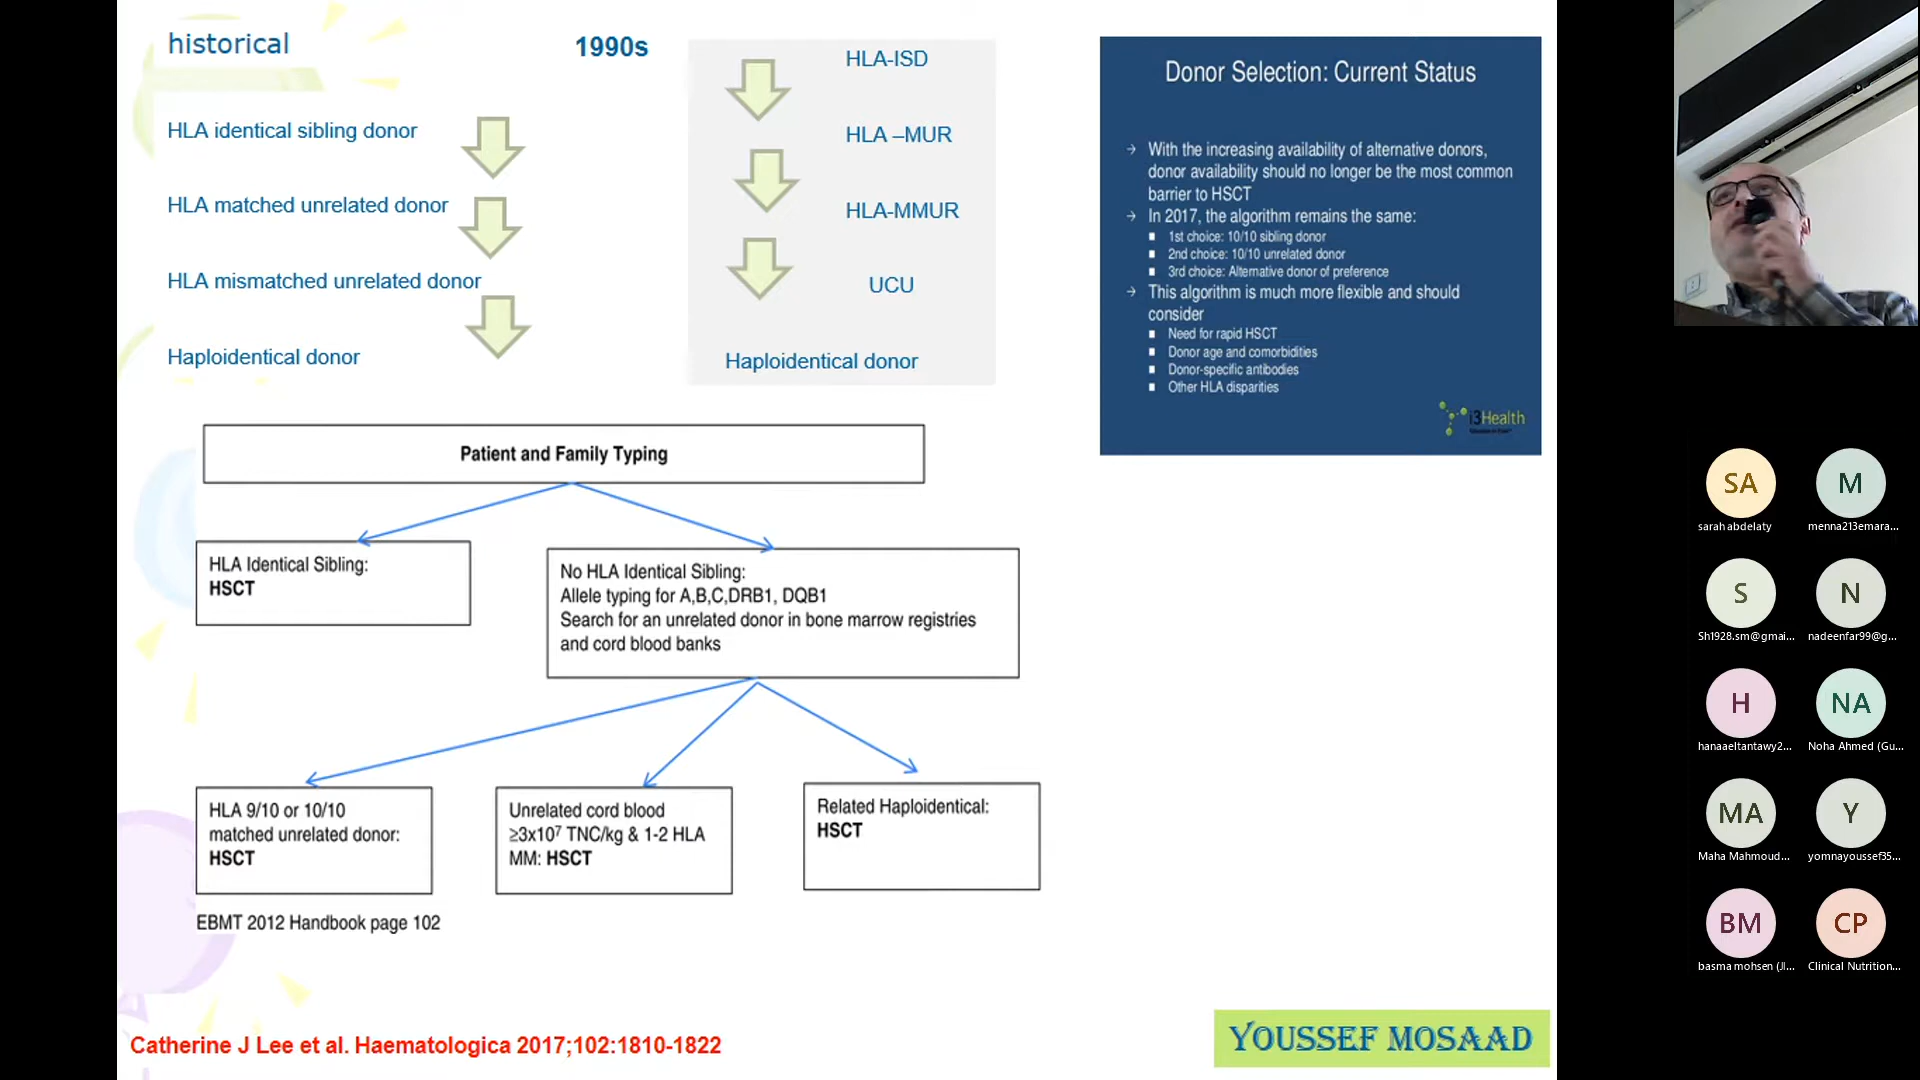 historical
HLA identical sibling donor
HLA matched unrelated donor
HLA mismatched unrelated donor
Haploidentical donor
1990s
HLA-ISD
HLA –MUR
HLA-MMUR
UCU
Haploidentical donor
Donor Selection: Current Status
→ With the increasing availability of alternative donors,
donor availability should no longer be the most common
barrier to HSCT
→ In 2017, the algorithm remains the same:
▪ 1st choice: 10/10 sibling donor
▪ 2nd choice: 10/10 unrelated donor
▪ 3rd choice: Alternative donor of preference
→ This algorithm is much more flexible and should
consider
▪ Need for rapid HSCT
▪ Donor age and comorbidities
▪ Donor-specific antibodies
▪ Other HLA disparities
i3Health
Patient and Family Typing
HLA Identical Sibling:
HSCT
No HLA Identical Sibling:
Allele typing for A,B,C,DRB1, DQB1
Search for an unrelated donor in bone marrow registries
and cord blood banks
HLA 9/10 or 10/10
matched unrelated donor:
HSCT
Unrelated cord blood
≥3x10⁷ TNC/kg & 1-2 HLA
MM: HSCT
Related Haploidentical:
HSCT
EBMT 2012 Handbook page 102
Catherine J Lee et al. Haematologica 2017;102:1810-1822
YOUSSEF MOSAAD
SA
sarah abdelaty
M
menna213emara...
S
Sh1928.sm@gmai...
N
nadeenfar99@g...
H
hanaaeltantawy2...
NA
Noha Ahmed (Gu...
MA
Maha Mahmoud...
Y
yomnayoussef35...
BM
basma mohsen (JI...
CP
Clinical Nutrition...